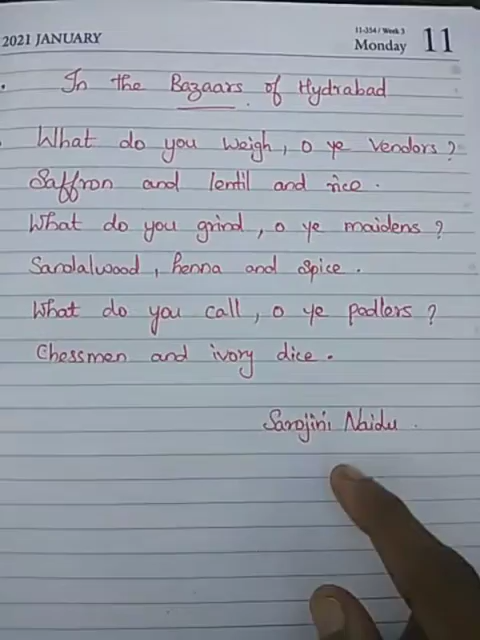 2021 JANUARY
11-354 / Week 3
Monday 11
In the Bazaars of Hydrabad
What do you weigh, o ye vendors?
Saffron and lentil and rice.
What do you grind, o ye maidens?
Sandalwood, henna and spice.
What do you call, o ye pedlers?
Chessmen and ivory dice.
Sarojini Naidu.